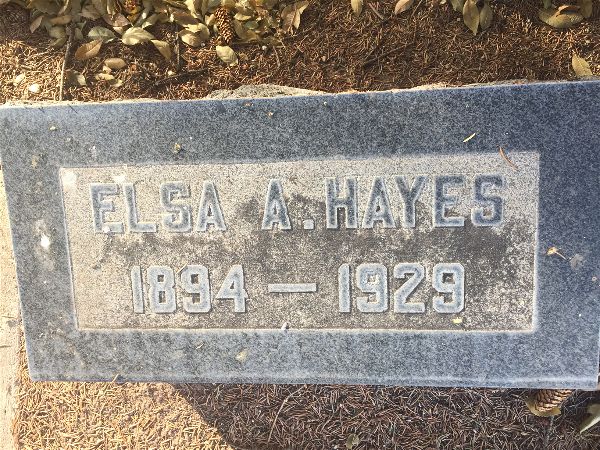 ELSA A. HAYES
1894 — 1929